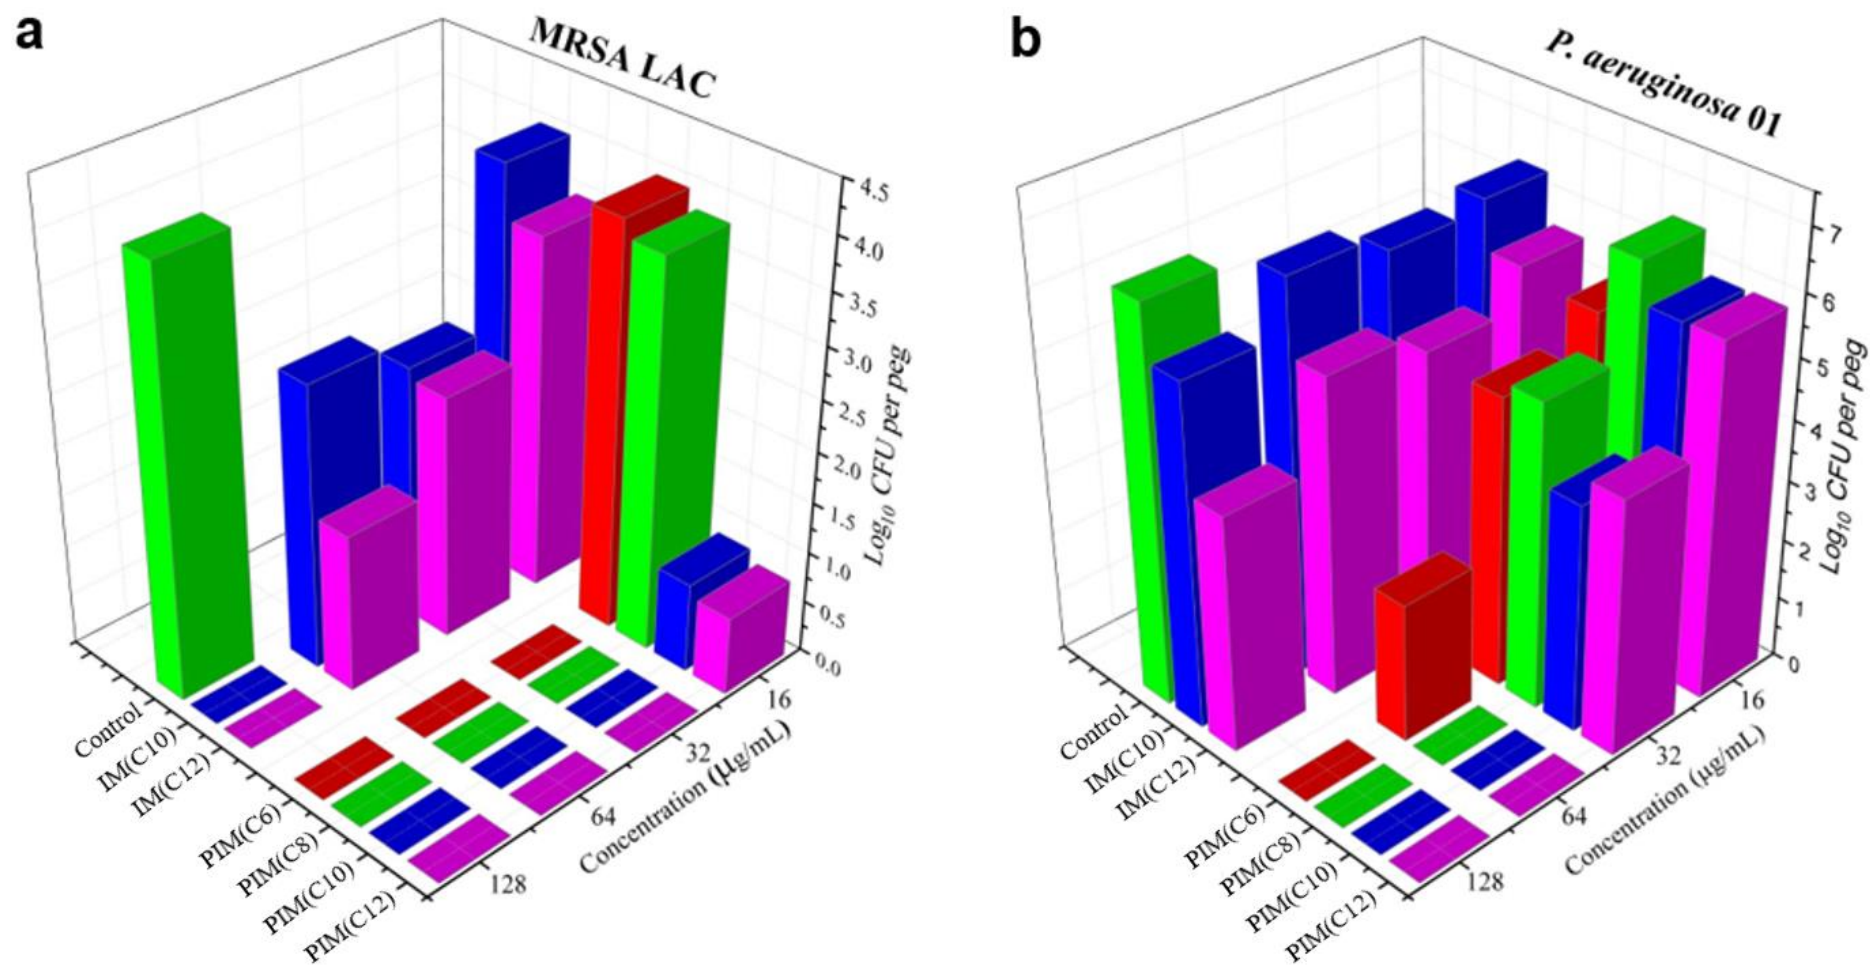 a
MRSA LAC
4.5
4.0
3.5
3.0
2.5
2.0
1.5
1.0
0.5
0.0
Log10 CFU per peg
Control
IM(C10)
IM(C12)
PIM(C6)
PIM(C8)
PIM(C10)
PIM(C12)
16
32
64
128
Concentration (μg/mL)
b
P. aeruginosa 01
7
6
5
4
3
2
1
0
Log10 CFU per peg
Control
IM(C10)
IM(C12)
PIM(C6)
PIM(C8)
PIM(C10)
PIM(C12)
16
32
64
128
Concentration (μg/mL)